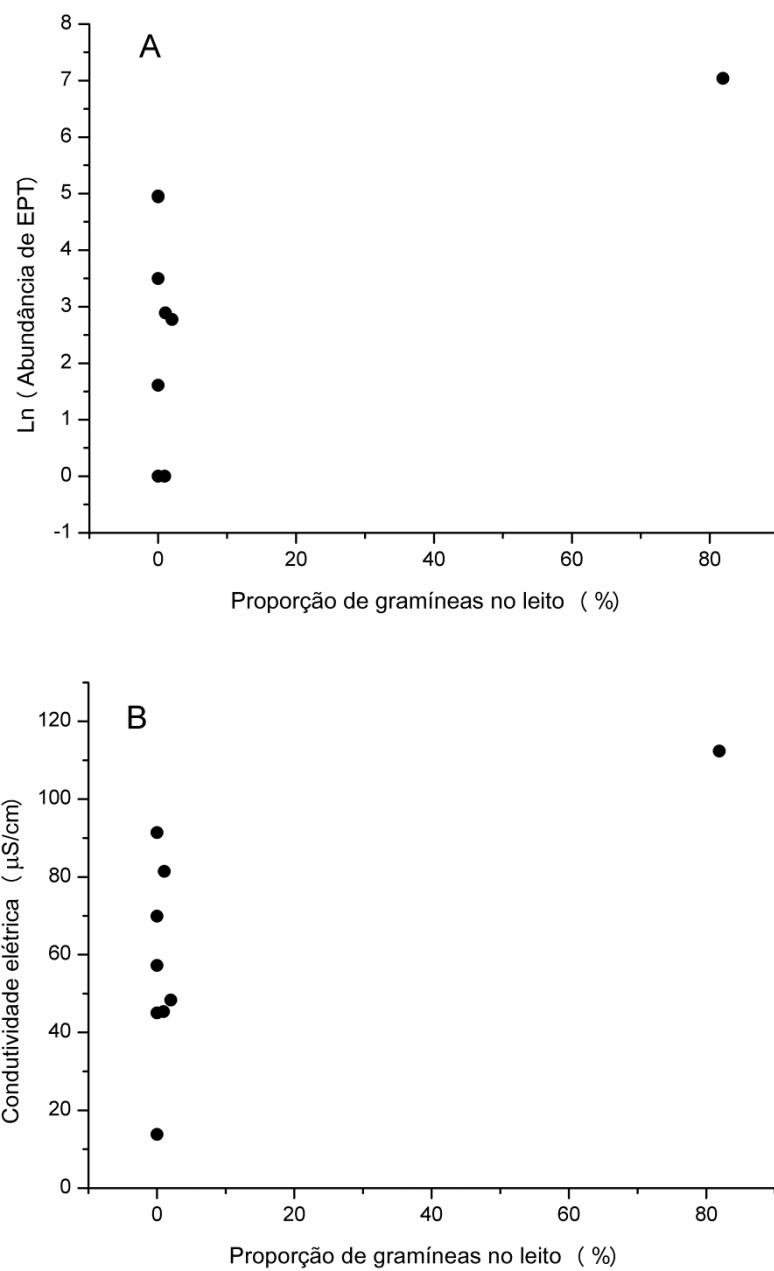 A
8
7
6
5
4
3
2
1
0
-1
Ln ( Abundância de EPT)
0 20 40 60 80
Proporção de gramíneas no leito ( %)
B
120
100
80
60
40
20
0
Condutividade elétrica ( μS/cm)
0 20 40 60 80
Proporção de gramíneas no leito ( %)